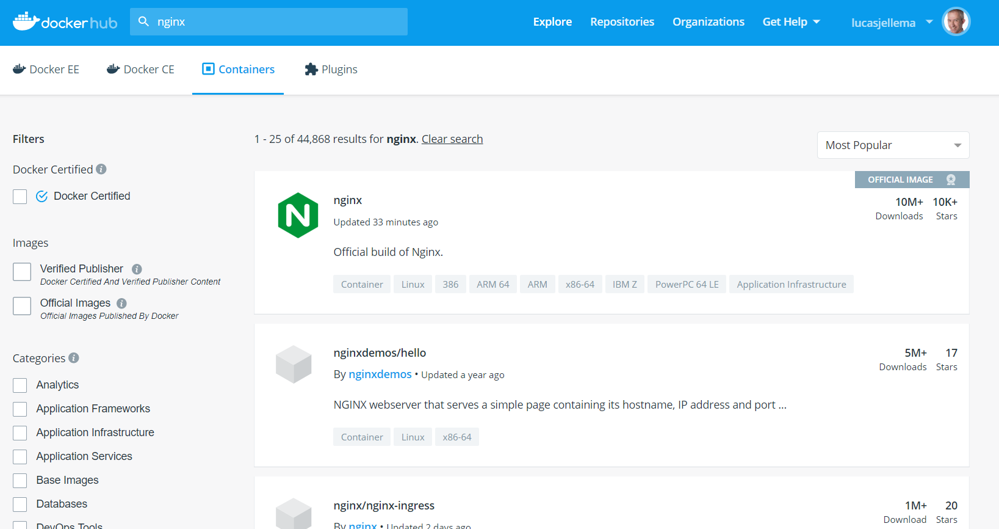 docker hub
nginx
Explore
Repositories
Organizations
Get Help
lucasjellema
Docker EE
Docker CE
Containers
Plugins
Filters
Docker Certified
Docker Certified
Images
Verified Publisher
Docker Certified And Verified Publisher Content
Official Images
Official Images Published By Docker
Categories
Analytics
Application Frameworks
Application Infrastructure
Application Services
Base Images
Databases
DevOps Tools
1 - 25 of 44,868 results for nginx. Clear search
Most Popular
OFFICIAL IMAGE
N
nginx
10M+ 10K+
Downloads Stars
Updated 33 minutes ago
Official build of Nginx.
Container Linux 386 ARM 64 ARM x86-64 IBM Z PowerPC 64 LE Application Infrastructure
nginxdemos/hello
5M+ 17
Downloads Stars
By nginxdemos • Updated a year ago
NGINX webserver that serves a simple page containing its hostname, IP address and port ...
Container Linux x86-64
nginx/nginx-ingress
1M+ 20
Download Stars
By nginx • Updated 2 days ago